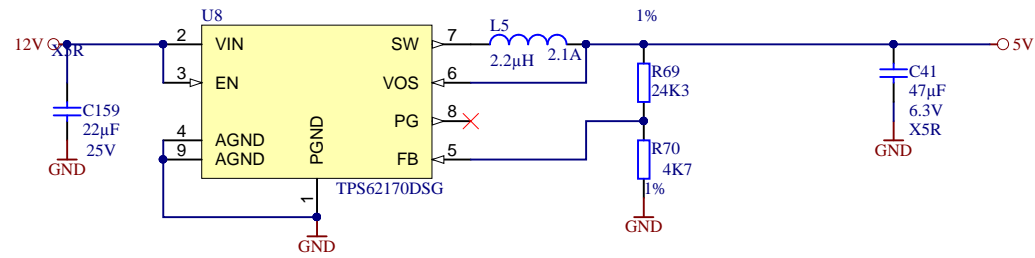 U8
12V
X5R
2
VIN
3
EN
4
AGND
9
AGND
PGND
1
SW
7
VOS
6
PG
8
FB
5
TPS62170DSG
GND
C159
22µF
25V
GND
L5
2.2µH
2.1A
1%
R69
24K3
R70
4K7
1%
GND
C41
47µF
6.3V
X5R
GND
5V